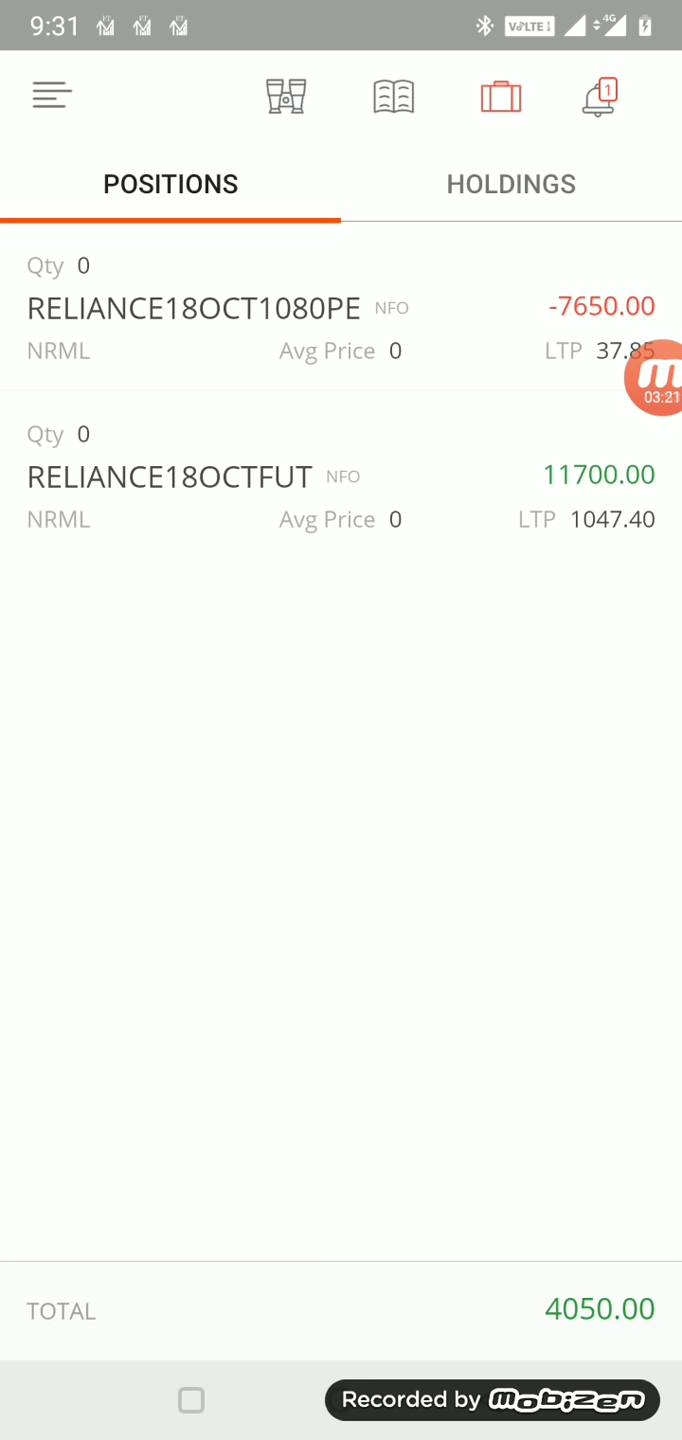 9:31 VoLTE 1 4G
1
POSITIONS HOLDINGS
Qty 0
RELIANCE18OCT1080PE NFO -7650.00
NRML Avg Price 0 LTP 37.85
03:21
Qty 0
RELIANCE18OCTFUT NFO 11700.00
NRML Avg Price 0 LTP 1047.40
TOTAL 4050.00
Recorded by mobizen